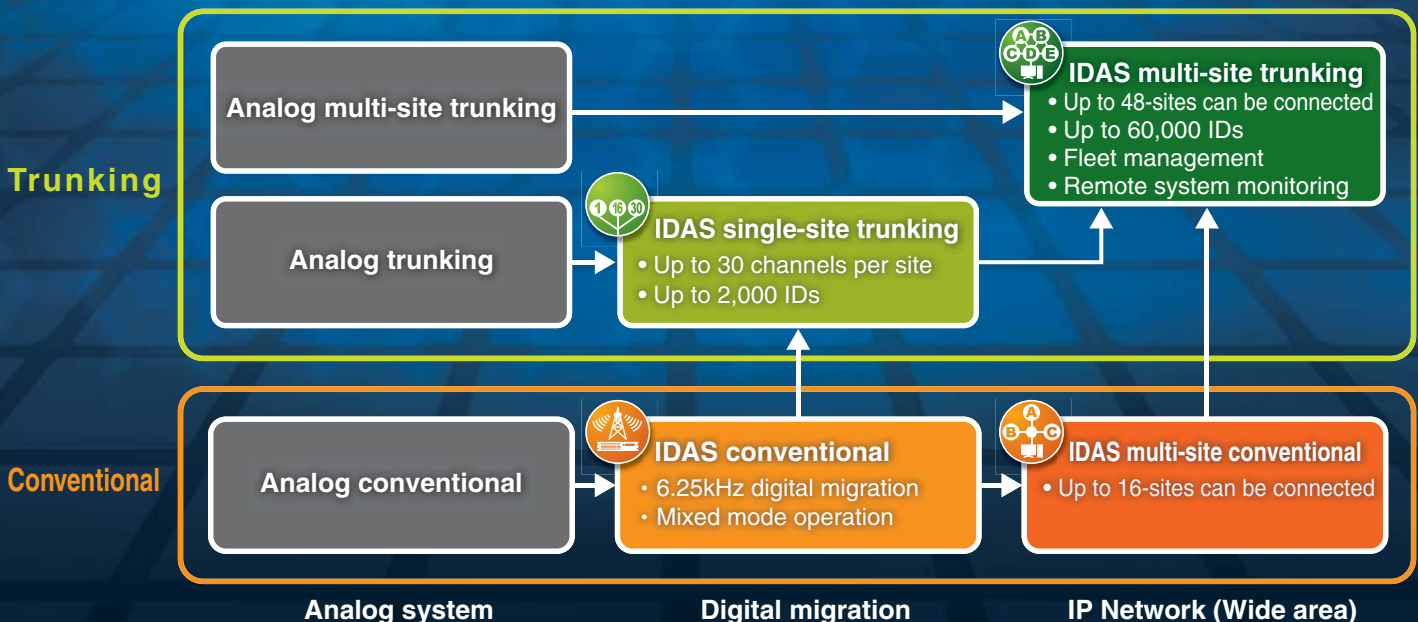 Trunking
Analog multi-site trunking
A B
C D E
IDAS multi-site trunking
• Up to 48-sites can be connected
• Up to 60,000 IDs
• Fleet management
• Remote system monitoring
Analog trunking
1 16 30
IDAS single-site trunking
• Up to 30 channels per site
• Up to 2,000 IDs
Conventional
Analog conventional
IDAS conventional
• 6.25kHz digital migration
• Mixed mode operation
A
B C
IDAS multi-site conventional
• Up to 16-sites can be connected
Analog system
Digital migration
IP Network (Wide area)